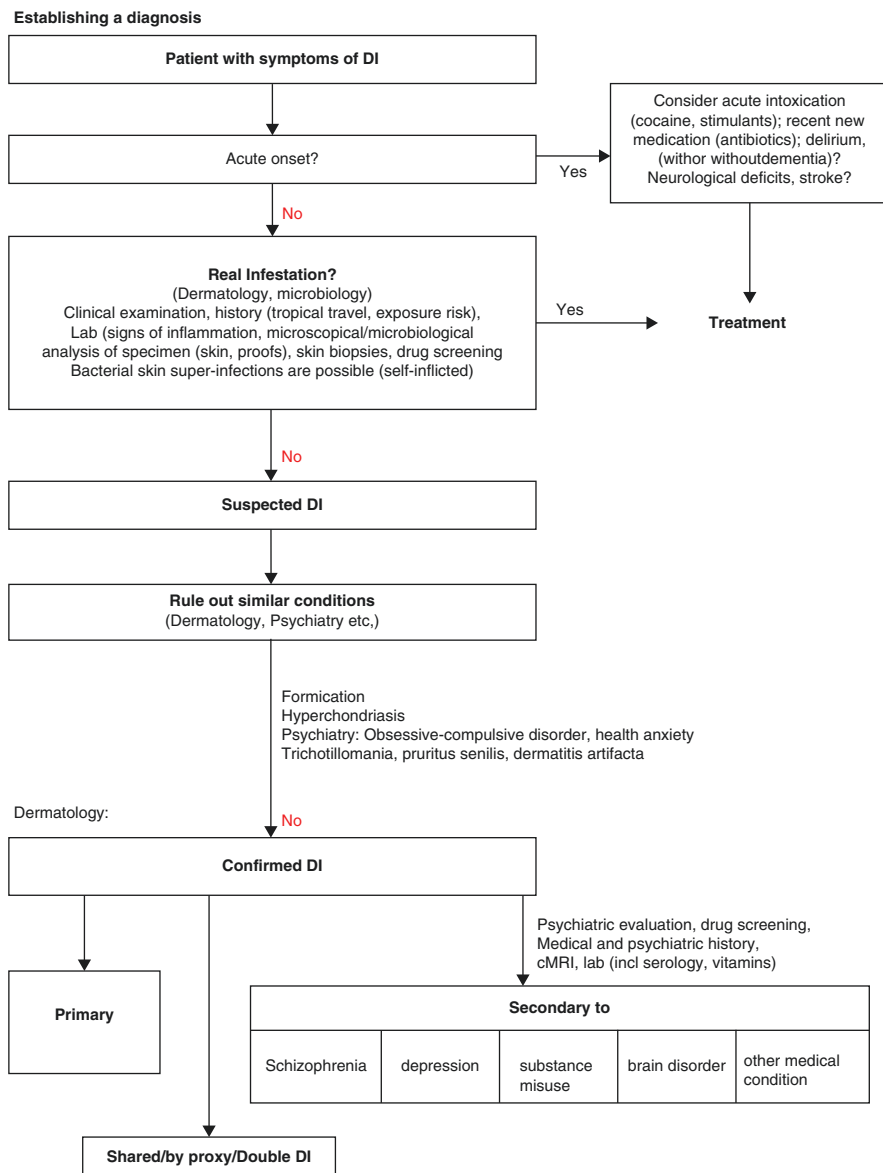 Establishing a diagnosis
Patient with symptoms of DI
Acute onset?
Yes
Consider acute intoxication
(cocaine, stimulants); recent new
medication (antibiotics); delirium,
(withor withoutdementia)?
Neurological deficits, stroke?
No
Real Infestation?
(Dermatology, microbiology)
Clinical examination, history (tropical travel, exposure risk),
Lab (signs of inflammation, microscopical/microbiological
analysis of specimen (skin, proofs), skin biopsies, drug screening
Bacterial skin super-infections are possible (self-inflicted)
Yes
Treatment
No
Suspected DI
Rule out similar conditions
(Dermatology, Psychiatry etc,)
Formication
Hyperchondriasis
Psychiatry: Obsessive-compulsive disorder, health anxiety
Trichotillomania, pruritus senilis, dermatitis artifacta
Dermatology:
No
Confirmed DI
Psychiatric evaluation, drug screening,
Medical and psychiatric history,
cMRI, lab (incl serology, vitamins)
Primary
Secondary to
Schizophrenia
depression
substance
misuse
brain disorder
other medical
condition
Shared/by proxy/Double DI